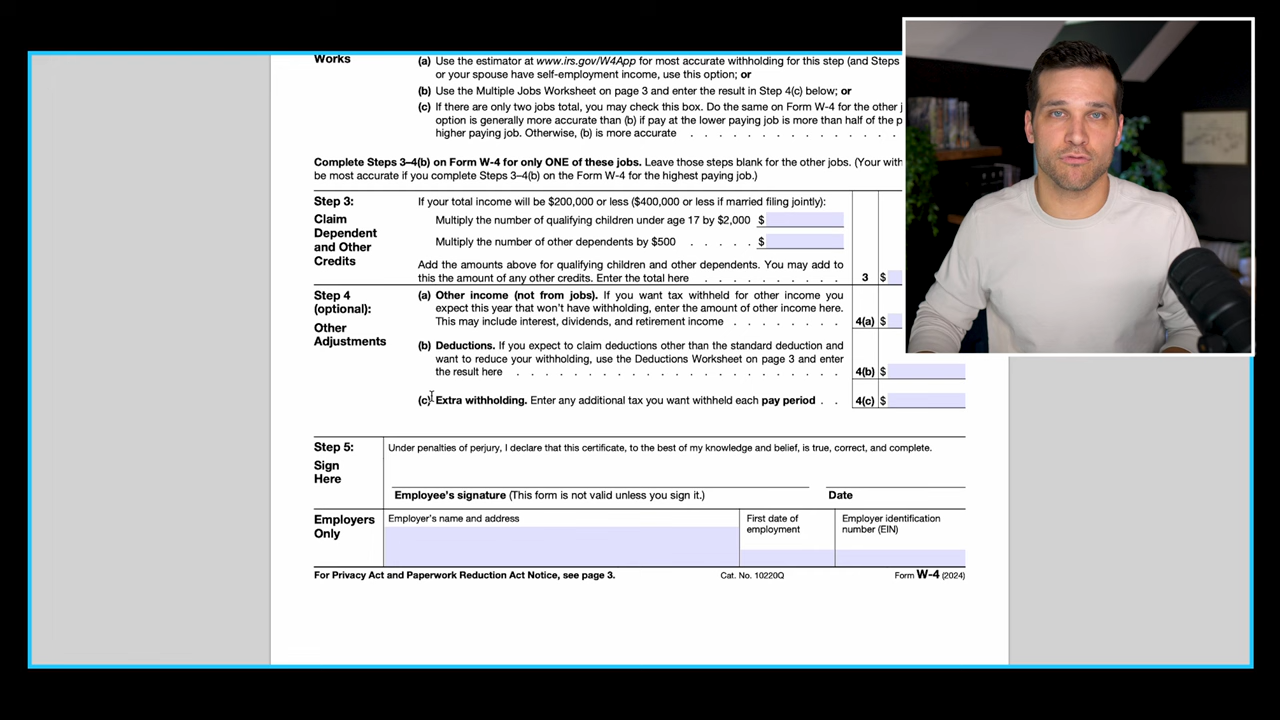 Works
(a) Use the estimator at www.irs.gov/W4App for most accurate withholding for this step (and Steps
or your spouse have self-employment income, use this option; or
(b) Use the Multiple Jobs Worksheet on page 3 and enter the result in Step 4(c) below; or
(c) If there are only two jobs total, you may check this box. Do the same on Form W-4 for the other j
option is generally more accurate than (b) if pay at the lower paying job is more than half of the p
higher paying job. Otherwise, (b) is more accurate . . . . . . . . . . . .
Complete Steps 3–4(b) on Form W-4 for only ONE of these jobs. Leave those steps blank for the other jobs. (Your with
be most accurate if you complete Steps 3–4(b) on the Form W-4 for the highest paying job.)
Step 3:
Claim
Dependent
and Other
Credits
If your total income will be $200,000 or less ($400,000 or less if married filing jointly):
Multiply the number of qualifying children under age 17 by $2,000 $
Multiply the number of other dependents by $500 . . . . . $
Add the amounts above for qualifying children and other dependents. You may add to
this the amount of any other credits. Enter the total here . . . . . . . . . . 3 $
Step 4
(optional):
Other
Adjustments
(a) Other income (not from jobs). If you want tax withheld for other income you
expect this year that won't have withholding, enter the amount of other income here.
This may include interest, dividends, and retirement income . . . . . . . . 4(a) $
(b) Deductions. If you expect to claim deductions other than the standard deduction and
want to reduce your withholding, use the Deductions Worksheet on page 3 and enter
the result here . . . . . . . . . . . . . . . . . . . . . . . 4(b) $
(c) Extra withholding. Enter any additional tax you want withheld each pay period . . 4(c) $
Step 5:
Sign
Here
Under penalties of perjury, I declare that this certificate, to the best of my knowledge and belief, is true, correct, and complete.
Employee's signature (This form is not valid unless you sign it.)
Date
Employers
Only
Employer's name and address
First date of
employment
Employer identification
number (EIN)
For Privacy Act and Paperwork Reduction Act Notice, see page 3.
Cat. No. 10220Q
Form W-4 (2024)